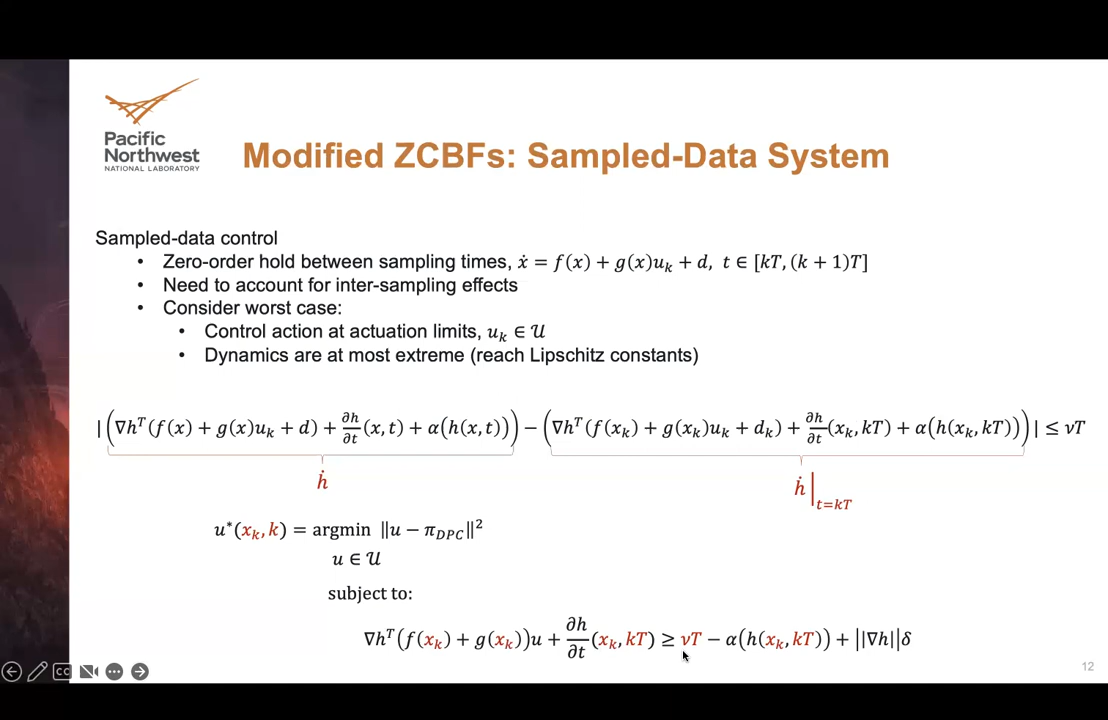 Pacific
Northwest
NATIONAL LABORATORY
Modified ZCBFs: Sampled-Data System
Sampled-data control
• Zero-order hold between sampling times, ẋ = f(x) + g(x)u_k + d, t ∈ [kT, (k + 1)T]
• Need to account for inter-sampling effects
• Consider worst case:
• Control action at actuation limits, u_k ∈ 𝒰
• Dynamics are at most extreme (reach Lipschitz constants)
|(∇h^T(f(x) + g(x)u_k + d) + ∂h/∂t (x, t) + α(h(x, t))) − (∇h^T(f(x_k) + g(x_k)u_k + d_k) + ∂h/∂t (x_k, kT) + α(h(x_k, kT)))| ≤ νT
ḣ
ḣ|_{t=kT}
u*(x_k, k) = argmin ‖u − π_DPC‖^2
u ∈ 𝒰
subject to:
∇h^T(f(x_k) + g(x_k))u + ∂h/∂t (x_k, kT) ≥ νT − α(h(x_k, kT)) + ||∇h||δ
CC
12